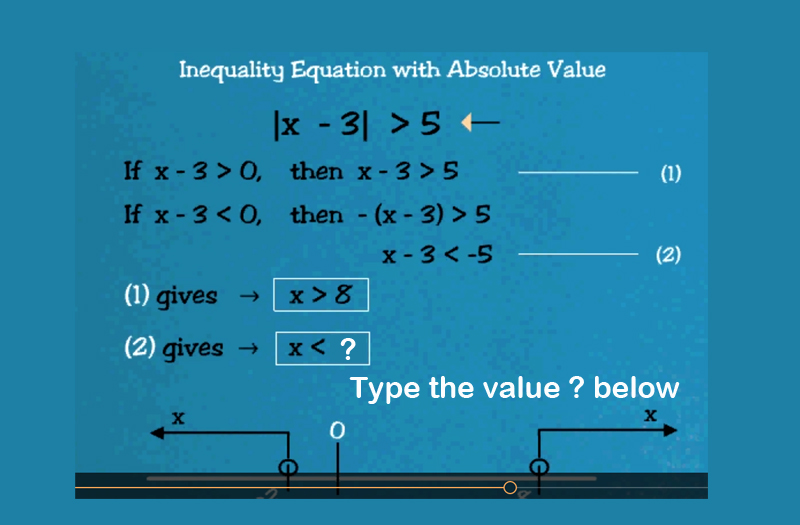 Inequality Equation with Absolute Value
|x - 3| > 5 ←
If x - 3 > 0, then x - 3 > 5 (1)
If x - 3 < 0, then - (x - 3) > 5
x - 3 < -5 (2)
(1) gives → x > 8
(2) gives → x < ?
Type the value ? below
x 0 x